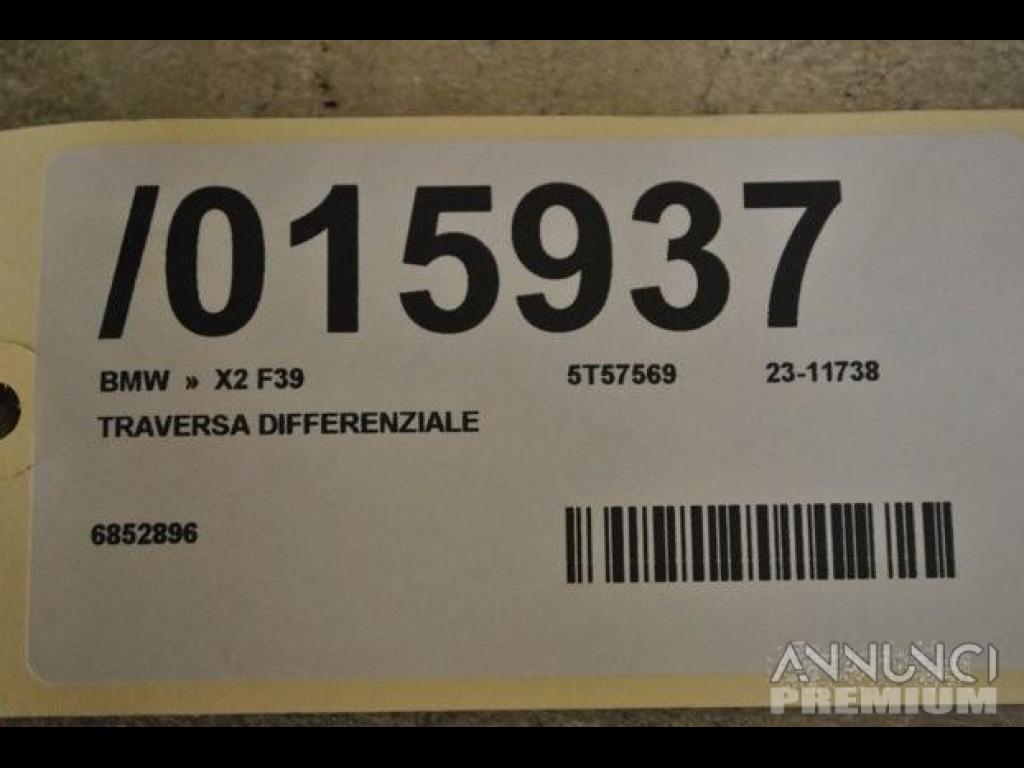 /015937
BMW » X2 F39 5T57569 23-11738
TRAVERSA DIFFERENZIALE
6852896
ANNUNCI
PREMIUM